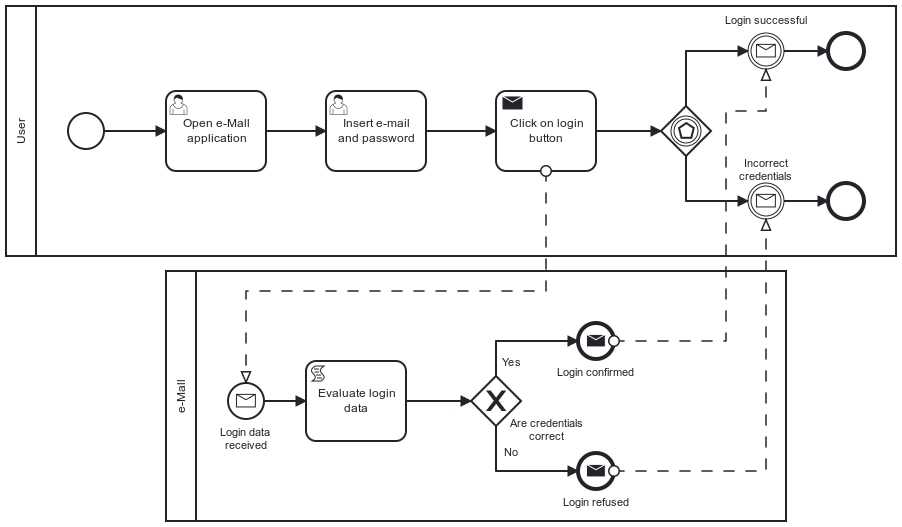 Login successful
User
Open e-Mall
application
Insert e-mail
and password
Click on login
button
Incorrect
credentials
e-Mall
Login data
received
Evaluate login
data
Yes
Are credentials
correct
No
Login confirmed
Login refused